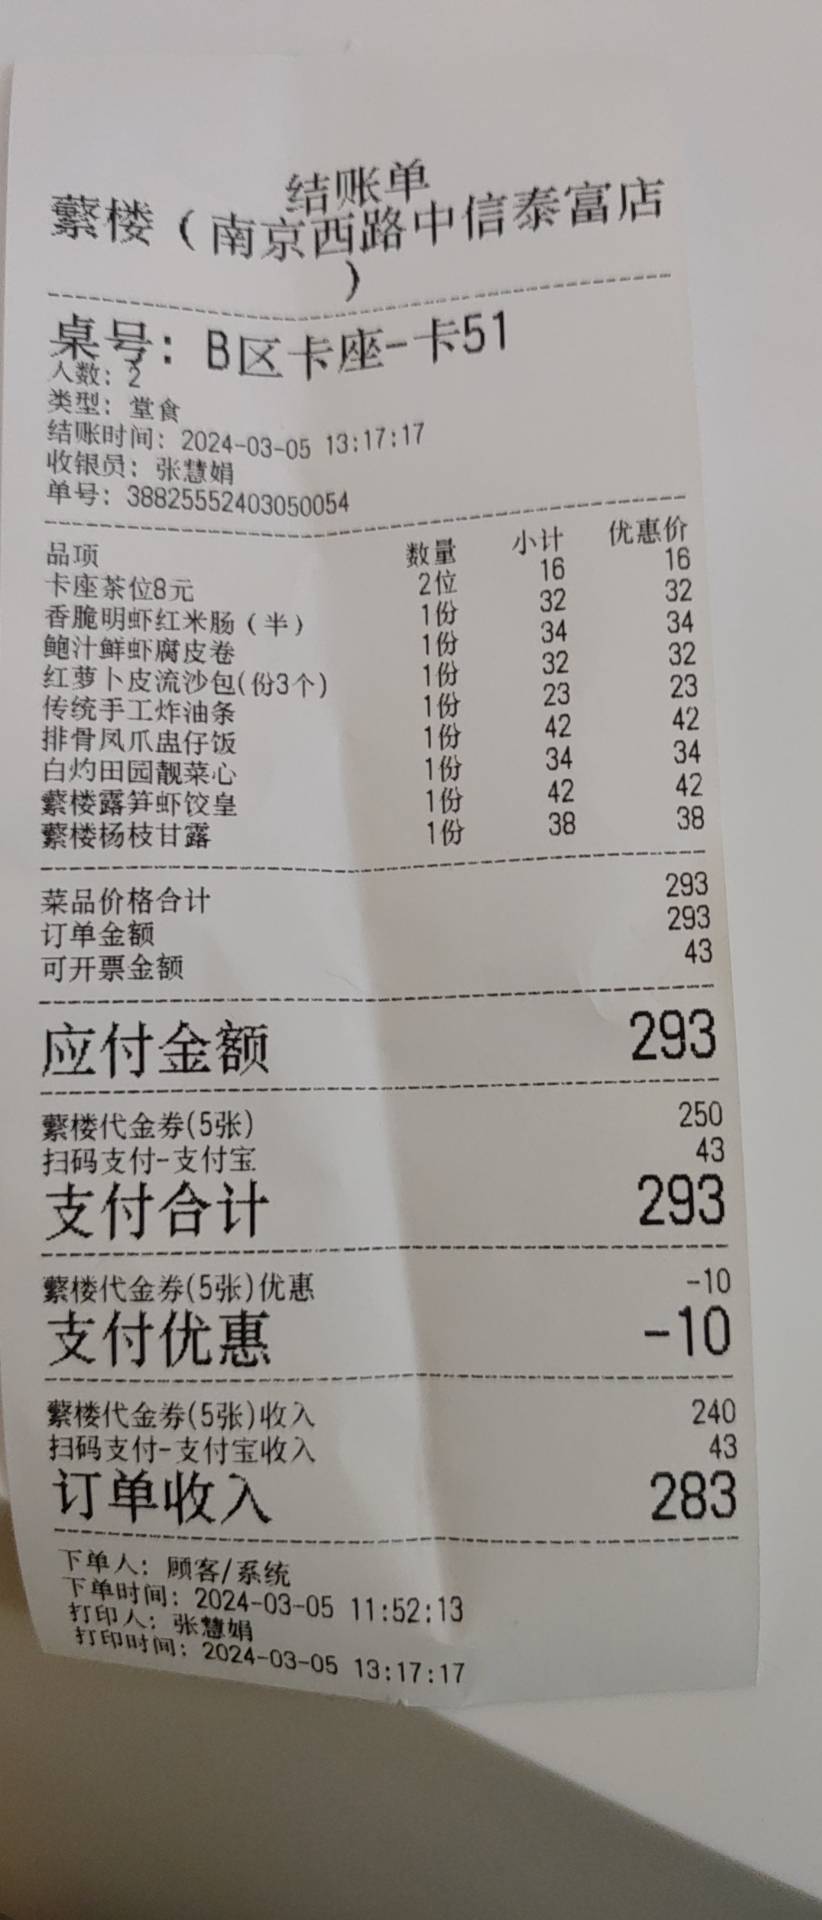 结账单
蘩楼（南京西路中信泰富店
）
桌号：B区卡座-卡51
人数：2
类型：堂食
结账时间：2024-03-05 13:17:17
收银员：张慧娟
单号：38825552403050054
品项 数量 小计 优惠价
卡座茶位8元 2位 16 16
香脆明虾红米肠（半） 1份 32 32
鲍汁鲜虾腐皮卷 1份 34 34
红萝卜皮流沙包(份3个) 1份 32 32
传统手工炸油条 1份 23 23
排骨凤爪盅仔饭 1份 42 42
白灼田园靓菜心 1份 34 34
蘩楼露笋虾饺皇 1份 42 42
蘩楼杨枝甘露 1份 38 38
菜品价格合计 293
订单金额 293
可开票金额 43
应付金额 293
蘩楼代金券(5张) 250
扫码支付-支付宝 43
支付合计 293
蘩楼代金券(5张)优惠 -10
支付优惠 -10
蘩楼代金券(5张)收入 240
扫码支付-支付宝收入 43
订单收入 283
下单人：顾客/系统
下单时间：2024-03-05 11:52:13
打印人：张慧娟
打印时间：2024-03-05 13:17:17